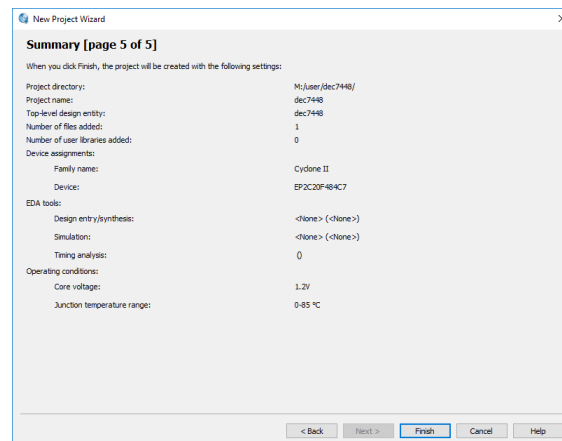 New Project Wizard
Summary [page 5 of 5]
When you click Finish, the project will be created with the following settings:
Project directory: M:/user/dec7448/
Project name: dec7448
Top-level design entity: dec7448
Number of files added: 1
Number of user libraries added: 0
Device assignments:
Family name: Cyclone II
Device: EP2C20F484C7
EDA tools:
Design entry/synthesis: <None> (<None>)
Simulation: <None> (<None>)
Timing analysis: ()
Operating conditions:
Core voltage: 1.2V
Junction temperature range: 0-85 °C
< Back Next > Finish Cancel Help